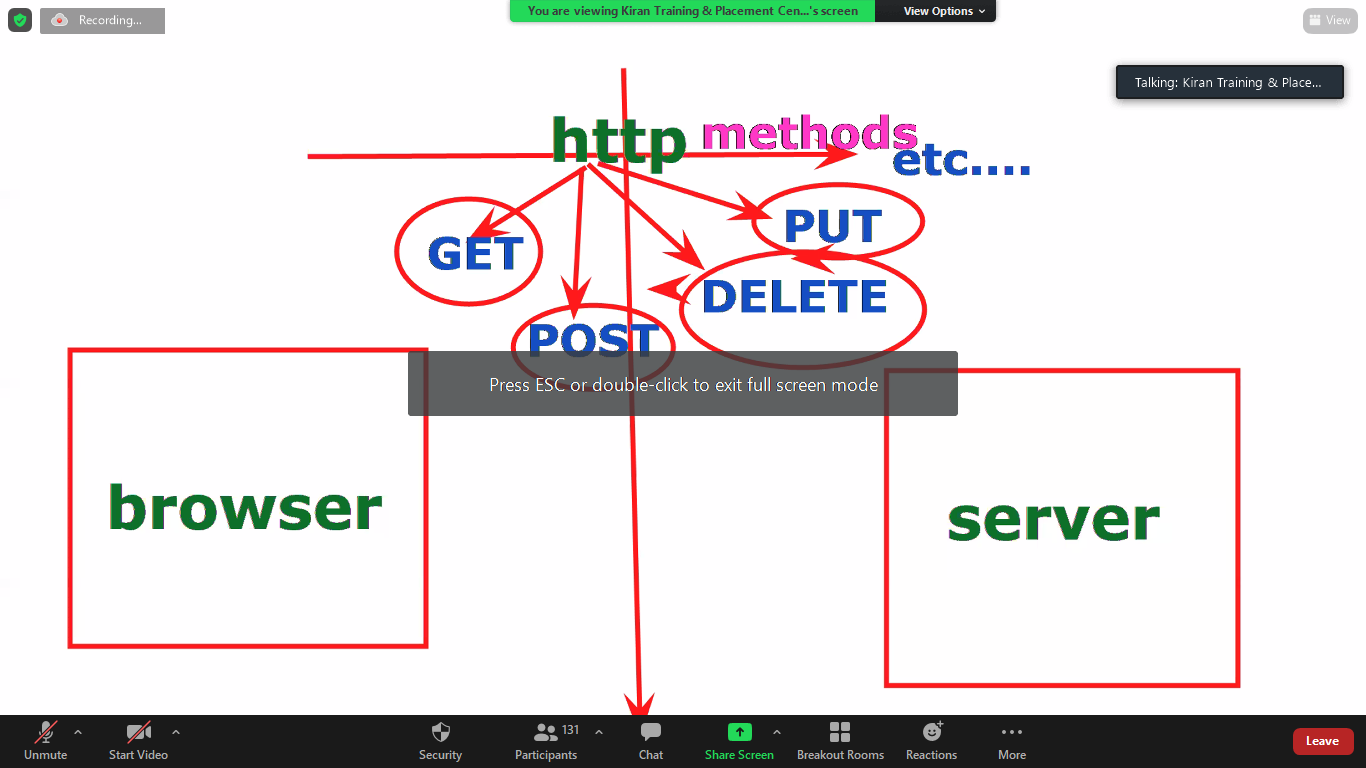 Recording...
You are viewing Kiran Training & Placement Cen...'s screen
View Options
View
Talking: Kiran Training & Place...
http methods
etc....
PUT
GET
DELETE
POST
Press ESC or double-click to exit full screen mode
browser
server
Unmute
Start Video
Security
Participants
131
Chat
Share Screen
Breakout Rooms
Reactions
More
Leave